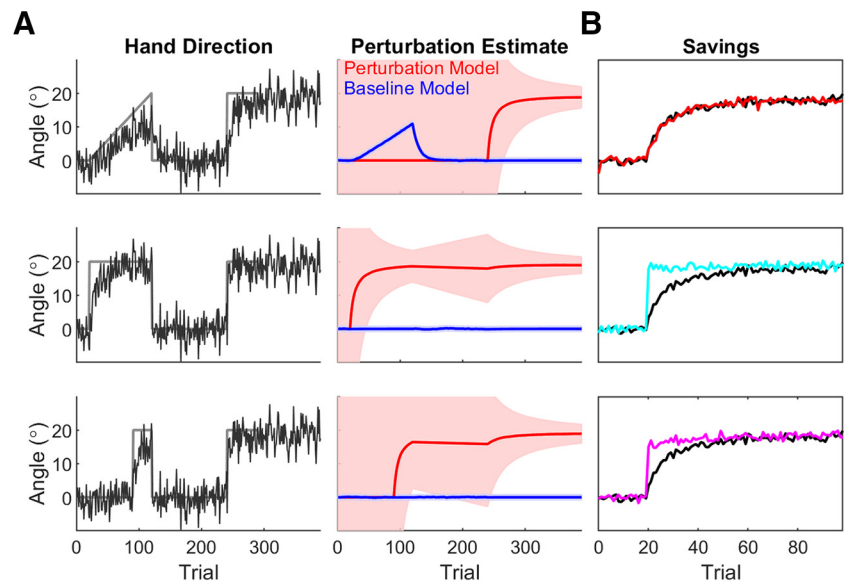 A
B
Hand Direction
Perturbation Estimate
Savings
Perturbation Model
Baseline Model
Angle (°)
20
10
0
Angle (°)
20
10
0
Angle (°)
20
10
0
0 100 200 300
0 100 200 300
0 20 40 60 80
Trial
Trial
Trial